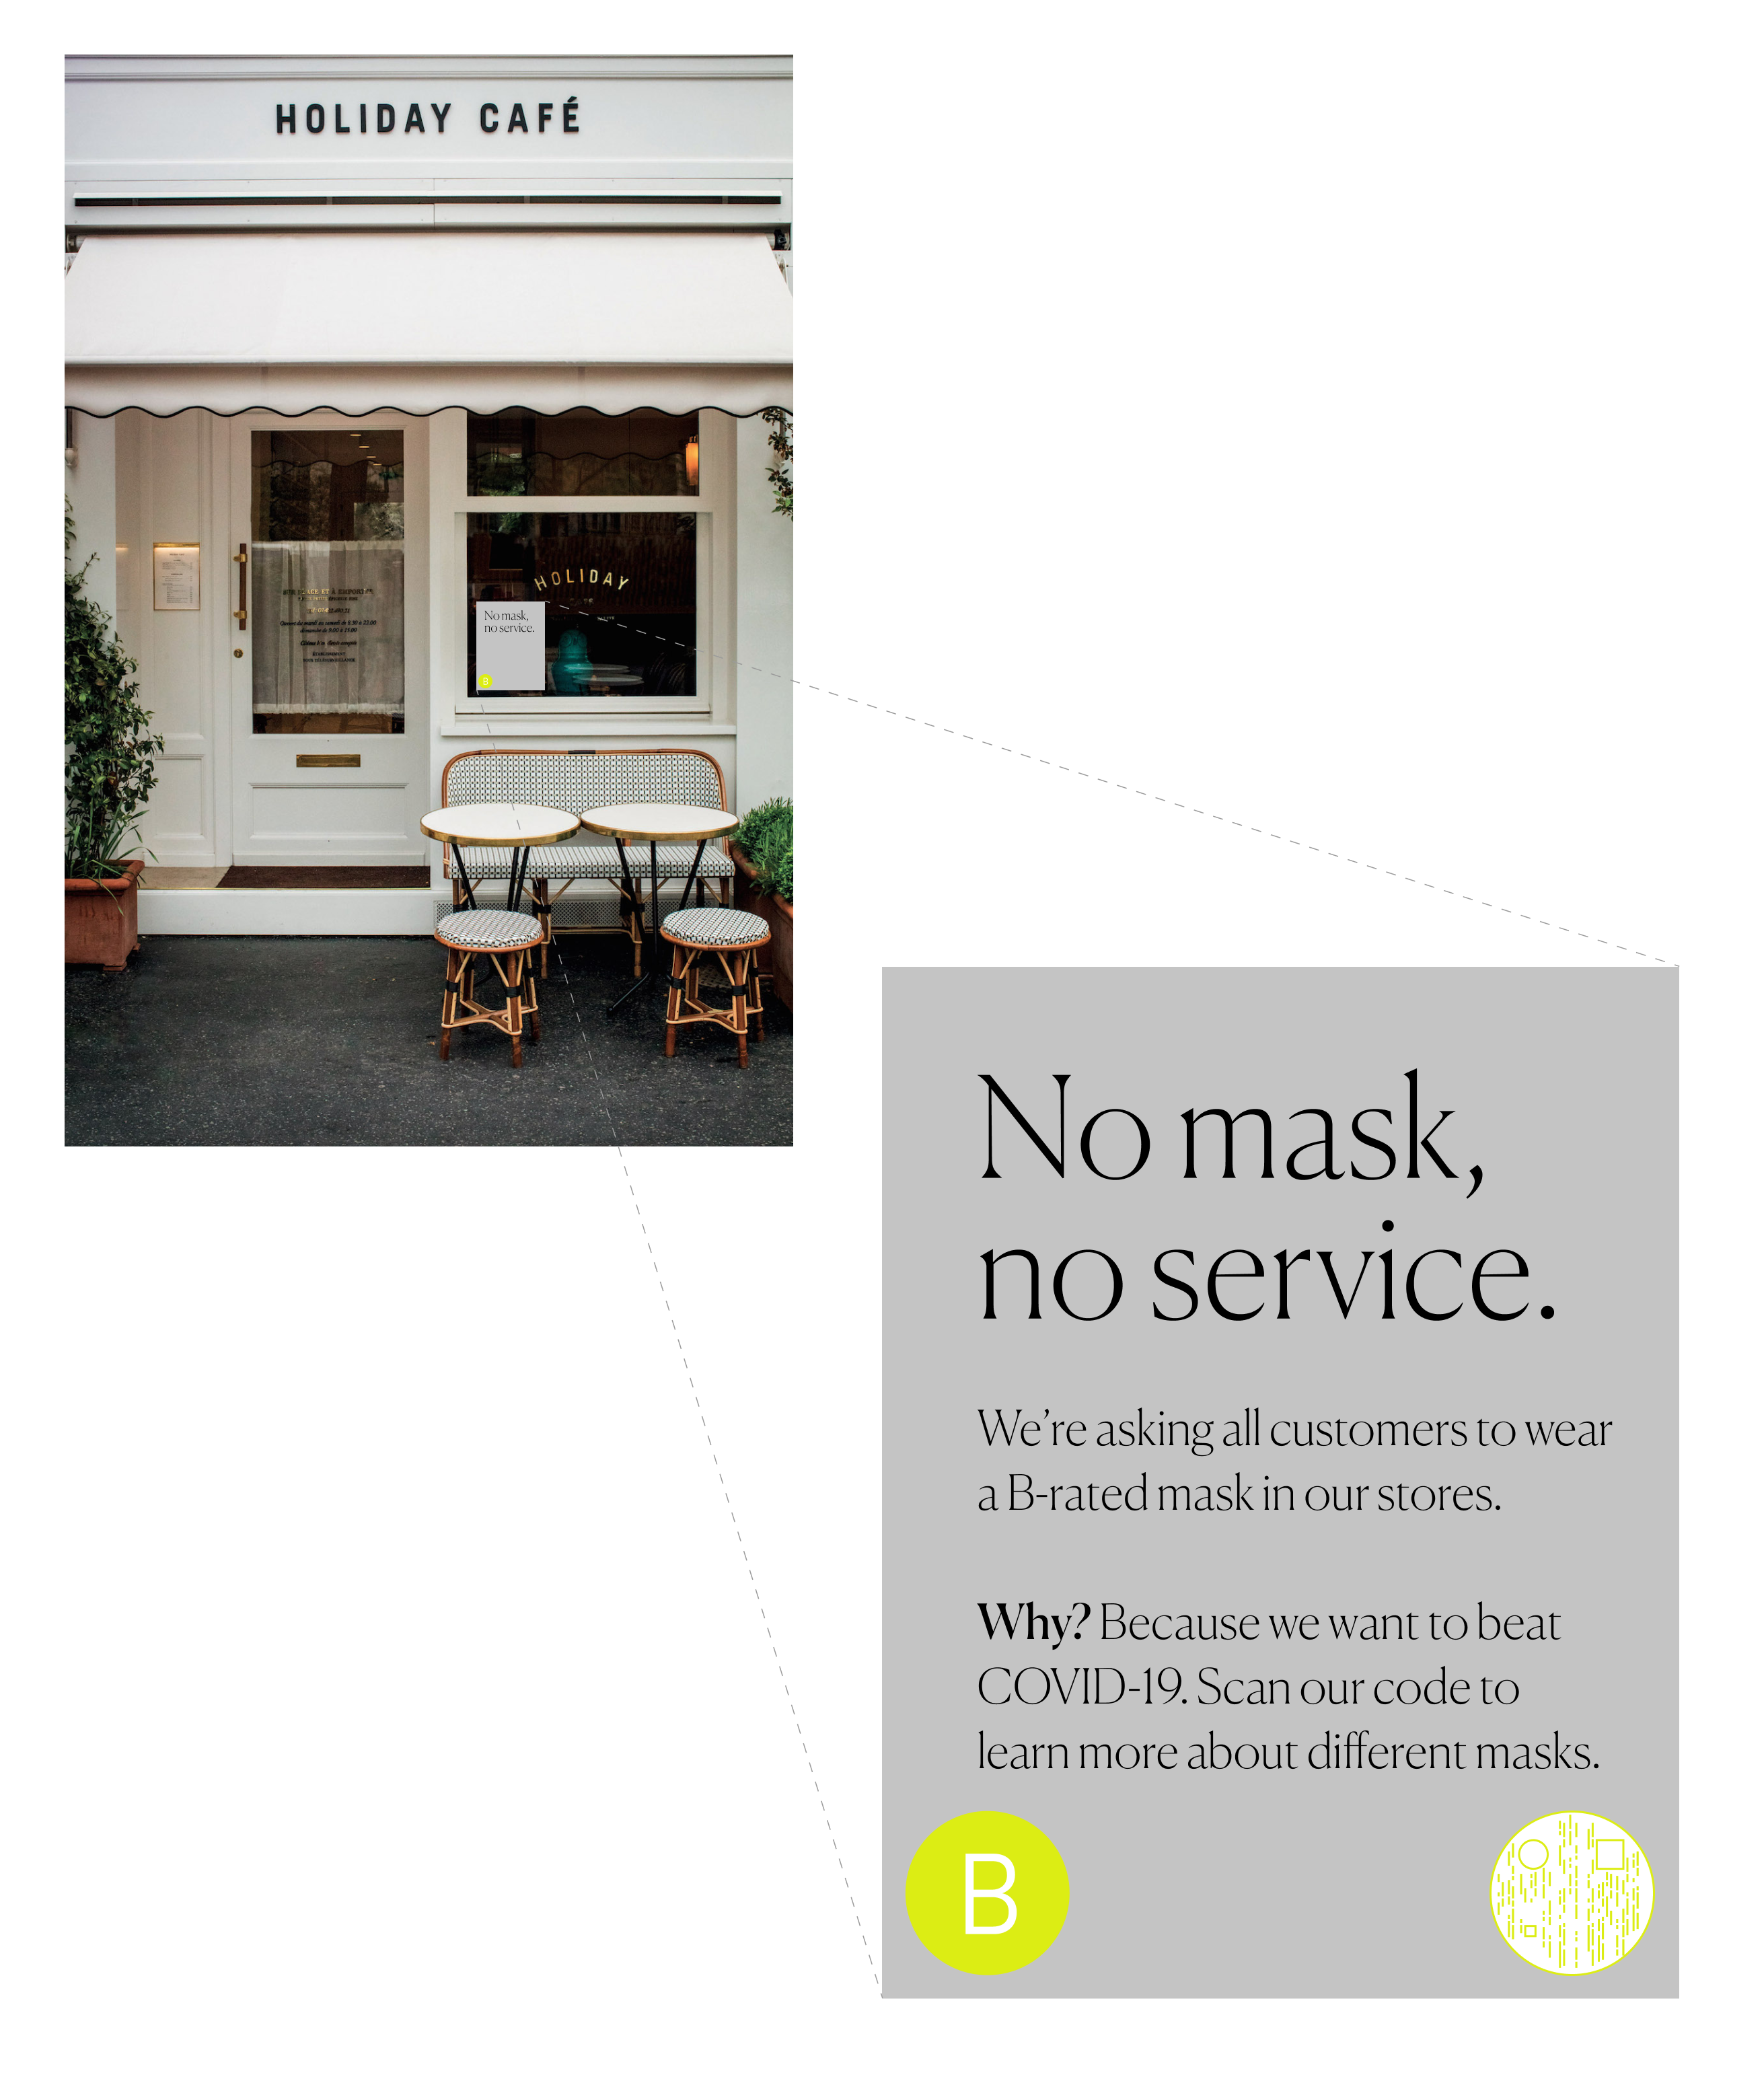 HOLIDAY CAFÉ
HOLIDAY
No mask,
no service.
B
No mask,
no service.
We’re asking all customers to wear
a B-rated mask in our stores.
Why? Because we want to beat
COVID-19. Scan our code to
learn more about different masks.
B